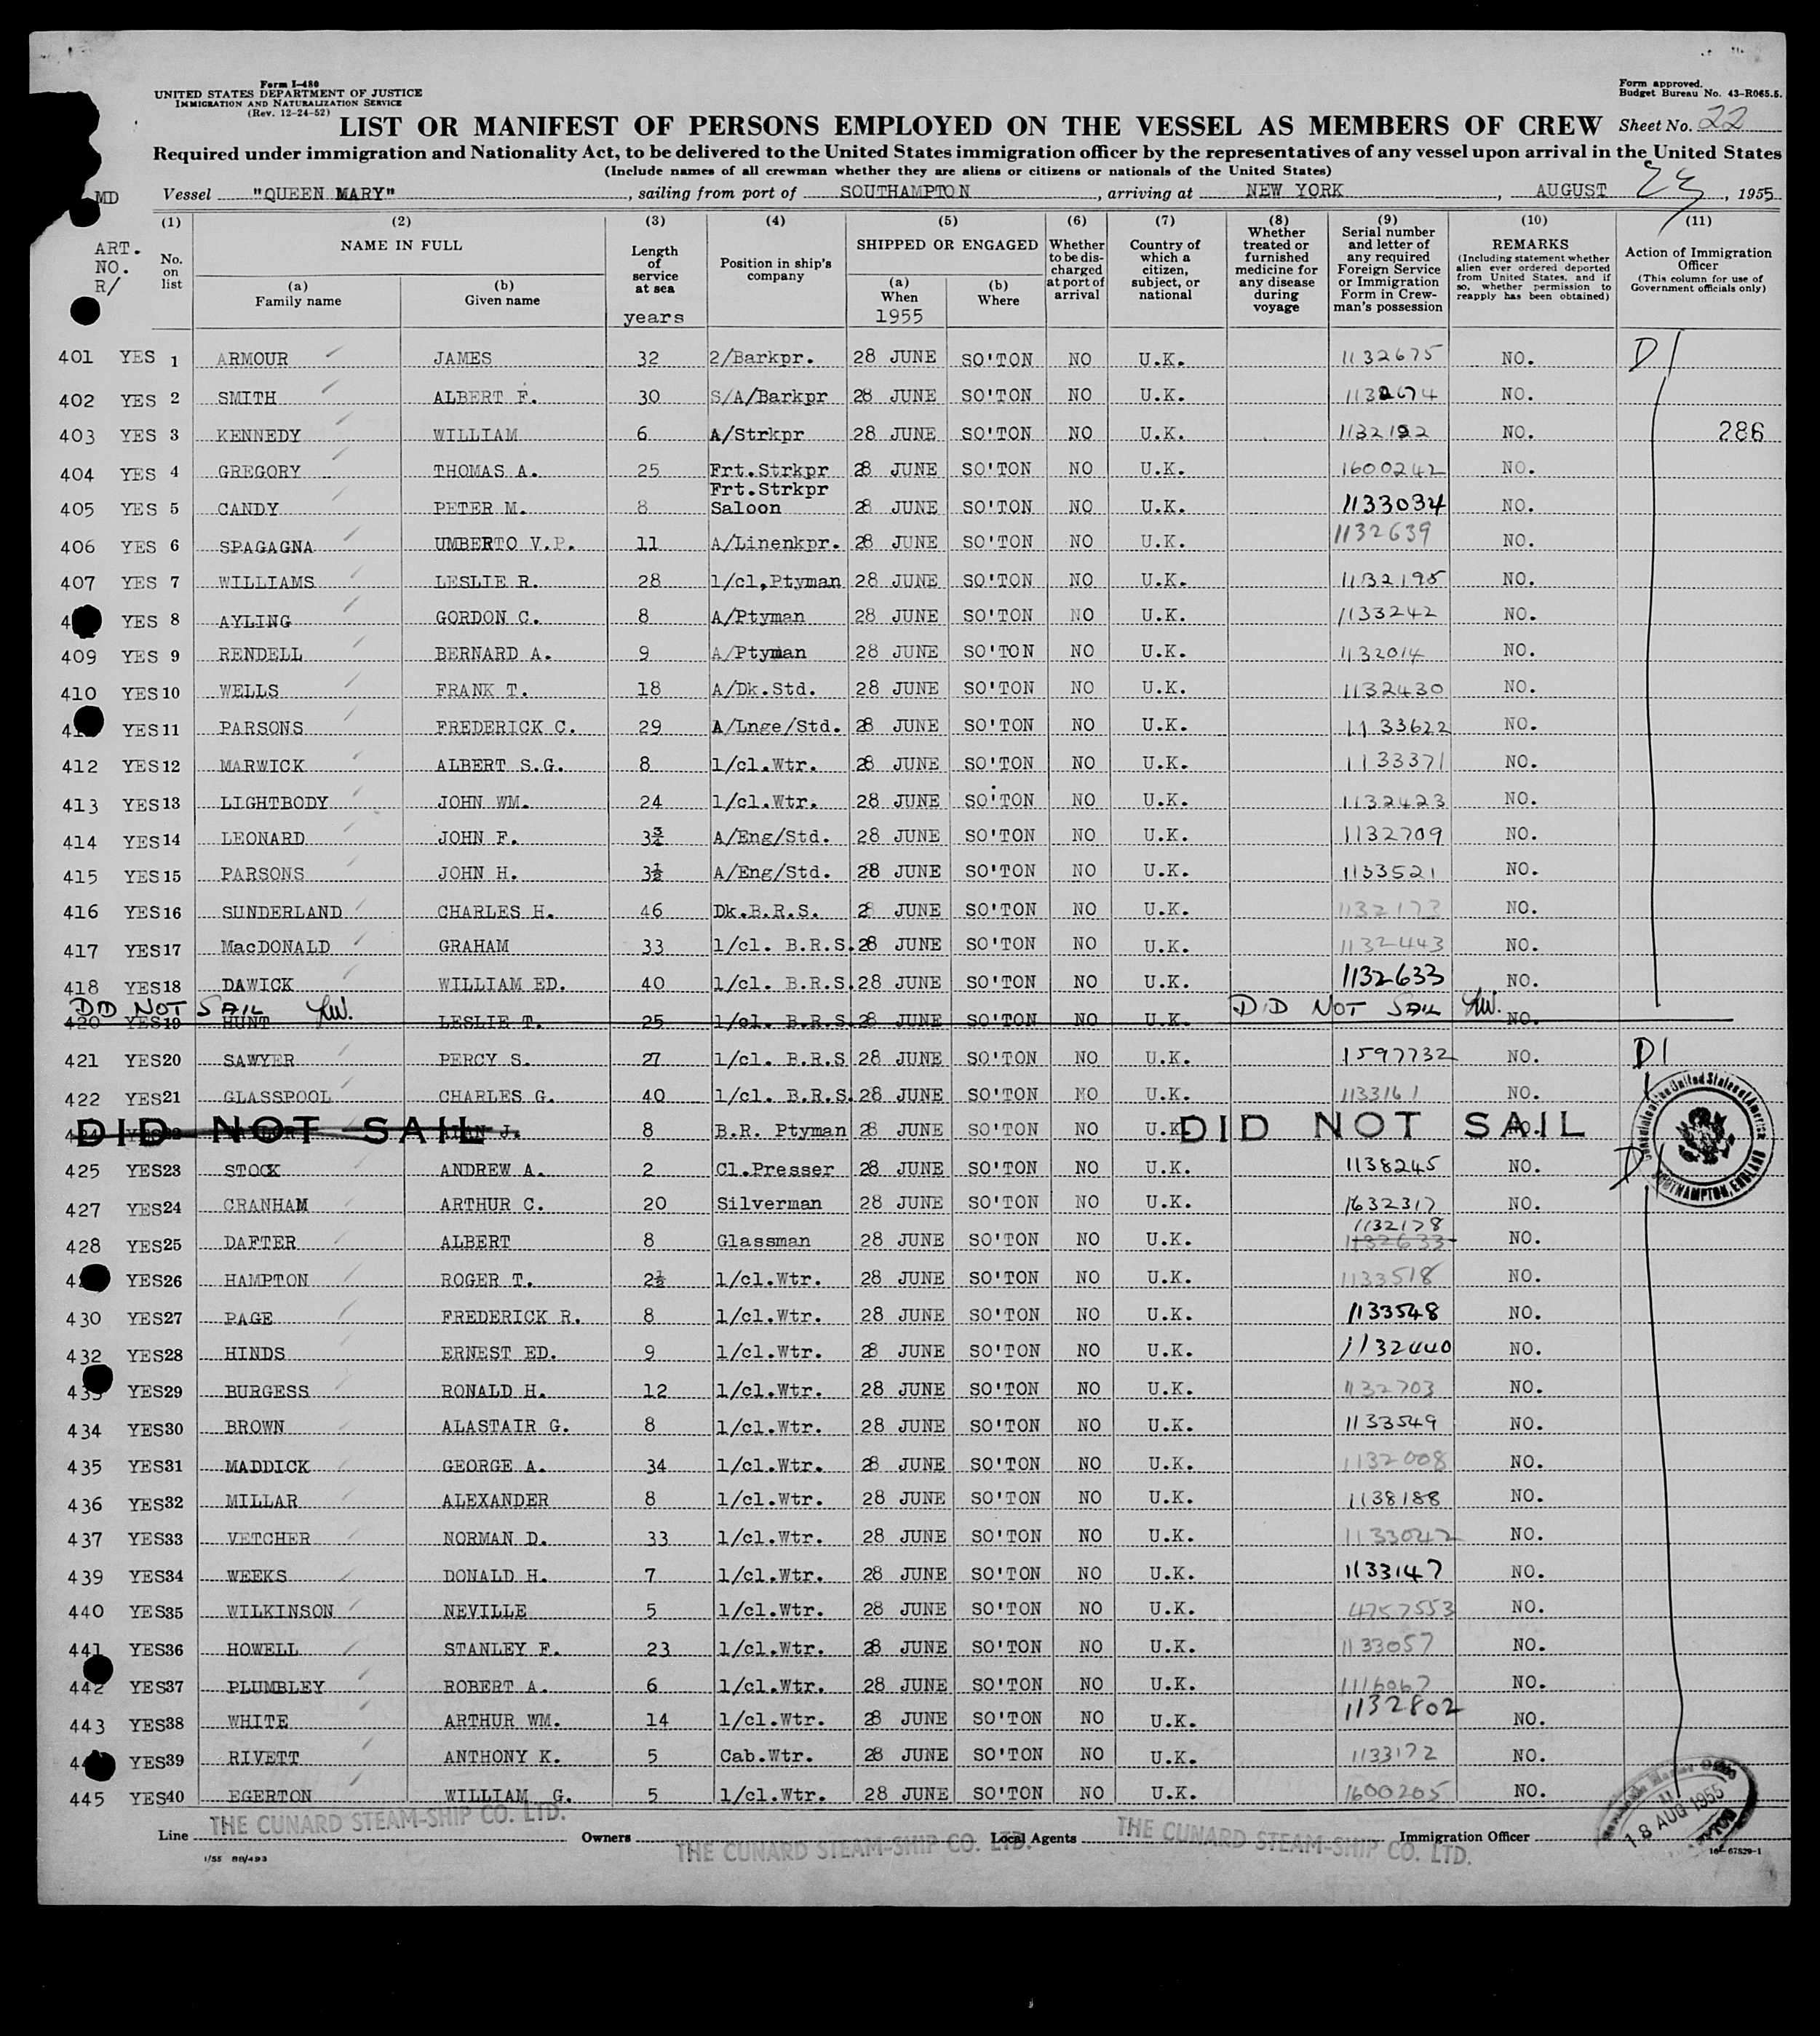 Form I-480
UNITED STATES DEPARTMENT OF JUSTICE
IMMIGRATION AND NATURALIZATION SERVICE
(Rev. 12-24-52)
Form approved.
Budget Bureau No. 43-R065.5.
LIST OR MANIFEST OF PERSONS EMPLOYED ON THE VESSEL AS MEMBERS OF CREW Sheet No. 22
Required under immigration and Nationality Act, to be delivered to the United States immigration officer by the representatives of any vessel upon arrival in the United States
(Include names of all crewman whether they are aliens or citizens or nationals of the United States)
MD Vessel "QUEEN MARY", sailing from port of SOUTHAMPTON, arriving at NEW YORK, AUGUST 23, 1955
(1) (2) (3) (4) (5) (6) (7) (8) (9) (10) (11)
ART. NO. R/ No. on list NAME IN FULL (a) Family name (b) Given name Length of service at sea years Position in ship's company SHIPPED OR ENGAGED (a) When 1955 (b) Where Whether to be discharged at port of arrival Country of which a citizen, subject, or national Whether treated or furnished medicine for any disease during voyage Serial number and letter of any required Foreign Service or Immigration Form in Crewman's possession REMARKS (Including statement whether alien ever ordered deported from United States, and if so, whether permission to reapply has been obtained) Action of Immigration Officer (This column for use of Government officials only)
401 YES 1 ARMOUR JAMES 32 2/Barkpr. 28 JUNE SO'TON NO U.K. 1132675 NO. D1
402 YES 2 SMITH ALBERT F. 30 S/A/Barkpr 28 JUNE SO'TON NO U.K. 1132674 NO.
403 YES 3 KENNEDY WILLIAM 6 A/Strkpr 28 JUNE SO'TON NO U.K. 1132192 NO. 286
404 YES 4 GREGORY THOMAS A. 25 Frt.Strkpr 28 JUNE SO'TON NO U.K. 1600242 NO.
405 YES 5 CANDY PETER M. 8 Frt.Strkpr Saloon 28 JUNE SO'TON NO U.K. 1133034 NO.
406 YES 6 SPAGAGNA UMBERTO V.P. 11 A/Linenkpr. 28 JUNE SO'TON NO U.K. 1132639 NO.
407 YES 7 WILLIAMS LESLIE R. 28 1/cl,Ptyman 28 JUNE SO'TON NO U.K. 1132195 NO.
4 YES 8 AYLING GORDON C. 8 A/Ptyman 28 JUNE SO'TON NO U.K. 1133242 NO.
409 YES 9 RENDELL BERNARD A. 9 A/Ptyman 28 JUNE SO'TON NO U.K. 1132014 NO.
410 YES 10 WELLS FRANK T. 18 A/Dk.Std. 28 JUNE SO'TON NO U.K. 1132430 NO.
4 YES 11 PARSONS FREDERICK C. 29 A/Lnge/Std. 28 JUNE SO'TON NO U.K. 1133622 NO.
412 YES 12 MARWICK ALBERT S.G. 8 1/cl.Wtr. 28 JUNE SO'TON NO U.K. 1133371 NO.
413 YES 13 LIGHTBODY JOHN WM. 24 1/cl.Wtr. 28 JUNE SO'TON NO U.K. 1132423 NO.
414 YES 14 LEONARD JOHN F. 3¾ A/Eng/Std. 28 JUNE SO'TON NO U.K. 1132709 NO.
415 YES 15 PARSONS JOHN H. 3½ A/Eng/Std. 28 JUNE SO'TON NO U.K. 1133521 NO.
416 YES 16 SUNDERLAND CHARLES H. 46 Dk.B.R.S. 28 JUNE SO'TON NO U.K. 1132173 NO.
417 YES 17 MacDONALD GRAHAM 33 1/cl. B.R.S. 28 JUNE SO'TON NO U.K. 1132443 NO.
418 YES 18 DAWICK WILLIAM ED. 40 1/cl. B.R.S. 28 JUNE SO'TON NO U.K. 1132633 NO.
DID NOT SAIL DID NOT SAIL
420 YES 19 HUNT LESLIE T. 25 1/cl. B.R.S. 28 JUNE SO'TON NO U.K. NO.
421 YES 20 SAWYER PERCY S. 27 1/cl. B.R.S 28 JUNE SO'TON NO U.K. 1597732 NO. D1
422 YES 21 GLASSPOOL CHARLES G. 40 1/cl. B.R.S. 28 JUNE SO'TON NO U.K. 1133161 NO.
DID NOT SAIL J. 8 B.R. Ptyman 28 JUNE SO'TON NO U.K. DID NOT SAIL NO.
425 YES 23 STOCK ANDREW A. 2 Cl.Presser 28 JUNE SO'TON NO U.K. 1138245 NO. D1
SOUTHAMPTON, ENGLAND
427 YES 24 CRANHAM ARTHUR C. 20 Silverman 28 JUNE SO'TON NO U.K. 1632317 NO.
428 YES 25 DAFTER ALBERT 8 Glassman 28 JUNE SO'TON NO U.K. 1132178 1132633 NO.
4 YES 26 HAMPTON ROGER T. 2½ 1/cl.Wtr. 28 JUNE SO'TON NO U.K. 1133518 NO.
430 YES 27 PAGE FREDERICK R. 8 1/cl.Wtr. 28 JUNE SO'TON NO U.K. 1133548 NO.
432 YES 28 HINDS ERNEST ED. 9 1/cl.Wtr. 28 JUNE SO'TON NO U.K. 1132440 NO.
433 YES 29 BURGESS RONALD H. 12 1/cl.Wtr. 28 JUNE SO'TON NO U.K. 1132703 NO.
434 YES 30 BROWN ALASTAIR G. 8 1/cl.Wtr. 28 JUNE SO'TON NO U.K. 1133549 NO.
435 YES 31 MADDICK GEORGE A. 34 1/cl.Wtr. 28 JUNE SO'TON NO U.K. 1132008 NO.
436 YES 32 MILLAR ALEXANDER 8 1/cl.Wtr. 28 JUNE SO'TON NO U.K. 1138188 NO.
437 YES 33 VETCHER NORMAN D. 33 1/cl.Wtr. 28 JUNE SO'TON NO U.K. 1133042 NO.
439 YES 34 WEEKS DONALD H. 7 1/cl.Wtr. 28 JUNE SO'TON NO U.K. 1133147 NO.
440 YES 35 WILKINSON NEVILLE 5 1/cl.Wtr. 28 JUNE SO'TON NO U.K. 4757553 NO.
441 YES 36 HOWELL STANLEY F. 23 1/cl.Wtr. 28 JUNE SO'TON NO U.K. 1133057 NO.
442 YES 37 PLUMBLEY ROBERT A. 6 1/cl.Wtr. 28 JUNE SO'TON NO U.K. 1116067 NO.
443 YES 38 WHITE ARTHUR WM. 14 1/cl.Wtr. 28 JUNE SO'TON NO U.K. 1132802 NO.
4 YES 39 RIVETT ANTHONY K. 5 Cab.Wtr. 28 JUNE SO'TON NO U.K. 1133172 NO.
445 YES 40 EGERTON WILLIAM G. 5 1/cl.Wtr. 28 JUNE SO'TON NO U.K. 1600205 NO.
Line THE CUNARD STEAM-SHIP CO. LTD. Owners THE CUNARD STEAM-SHIP CO. LTD. Local Agents THE CUNARD STEAM-SHIP CO. LTD. Immigration Officer
18 AUG 1955
1/55 BB/493
16—67529-1